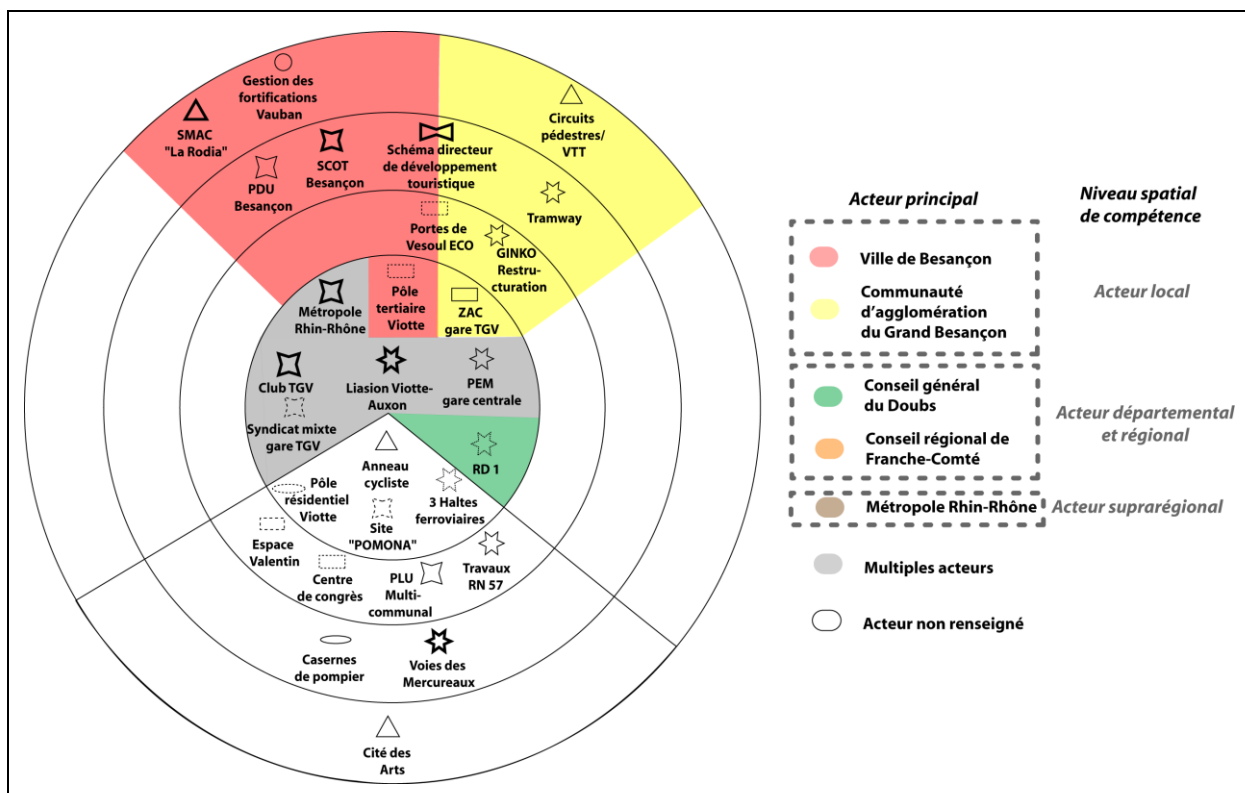 Gestion des
fortifications
Vauban
SMAC
"La Rodia"
Circuits
pédestres/
VTT
SCOT
Besançon
Schéma directeur
de développement
touristique
PDU
Besançon
Tramway
Portes de
Vesoul ECO
GINKO
Restru-
cturation
Métropole
Rhin-Rhône
Pôle
tertiaire
Viotte
ZAC
gare TGV
Club TGV
Liasion Viotte-
Auxon
PEM
gare centrale
Syndicat mixte
gare TGV
Anneau
cycliste
RD 1
Pôle
résidentiel
Viotte
3 Haltes
ferroviaires
Site
"POMONA"
Espace
Valentin
Centre
de congrès
PLU
Multi-
communal
Travaux
RN 57
Casernes
de pompier
Voies des
Mercureaux
Cité des
Arts
Acteur principal
Niveau spatial
de compétence
Ville de Besançon
Communauté
d'agglomération
du Grand Besançon
Acteur local
Conseil général
du Doubs
Conseil régional de
Franche-Comté
Acteur départemental
et régional
Métropole Rhin-Rhône
Acteur suprarégional
Multiples acteurs
Acteur non renseigné